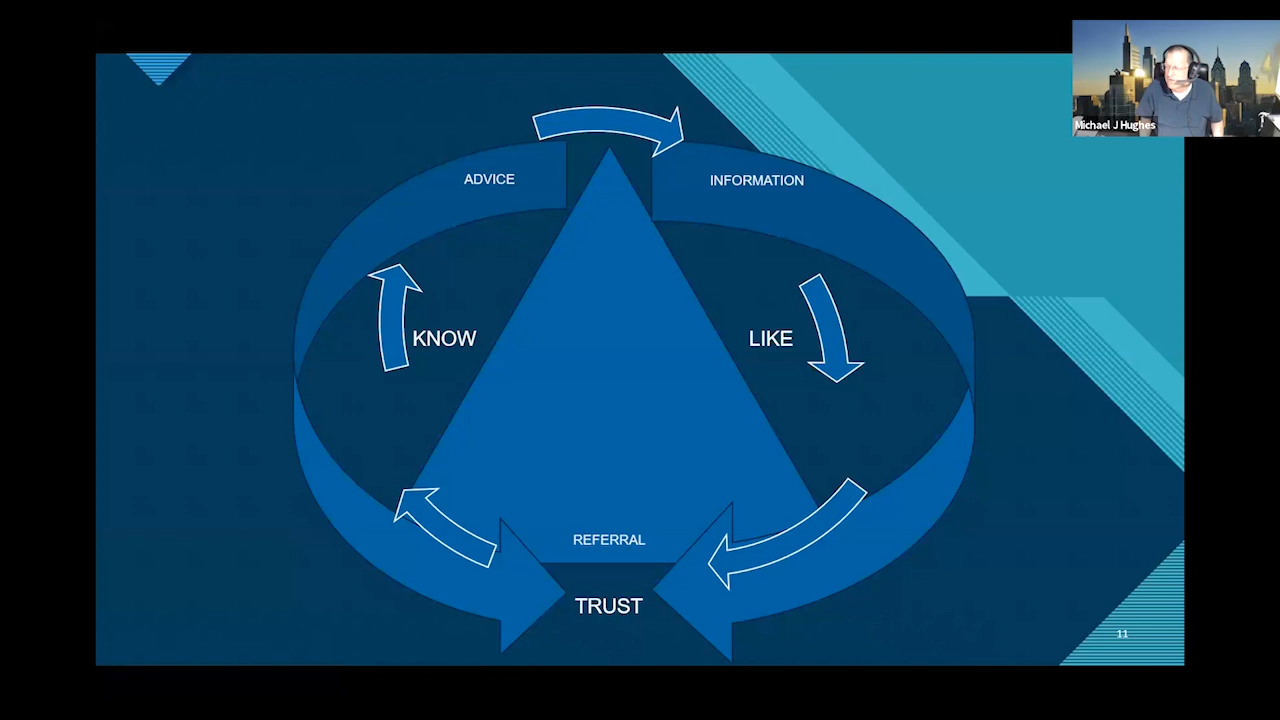 Michael J Hughes
ADVICE
INFORMATION
KNOW
LIKE
REFERRAL
TRUST
11